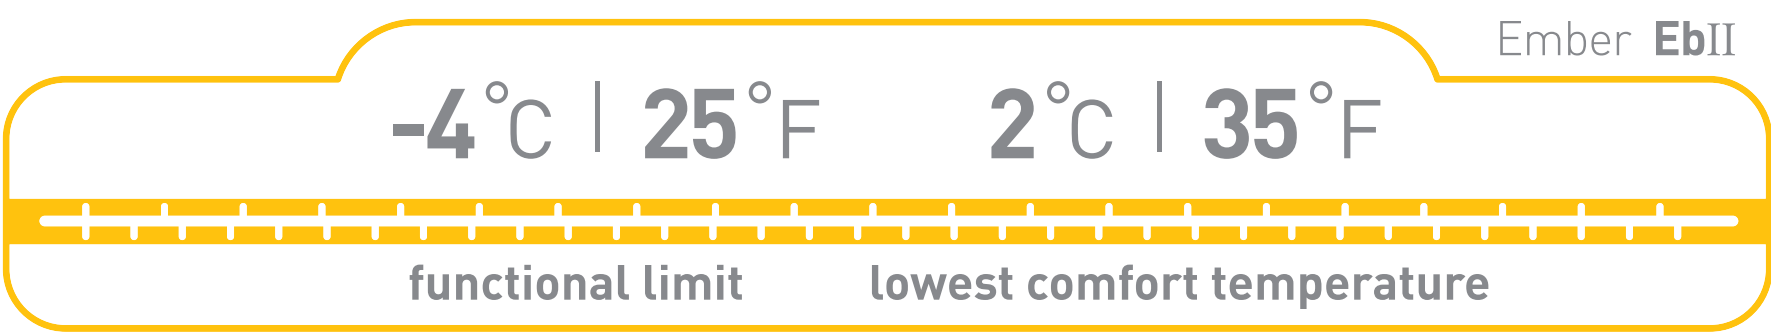 Ember EbII
-4°C | 25°F 2°C | 35°F
functional limit lowest comfort temperature